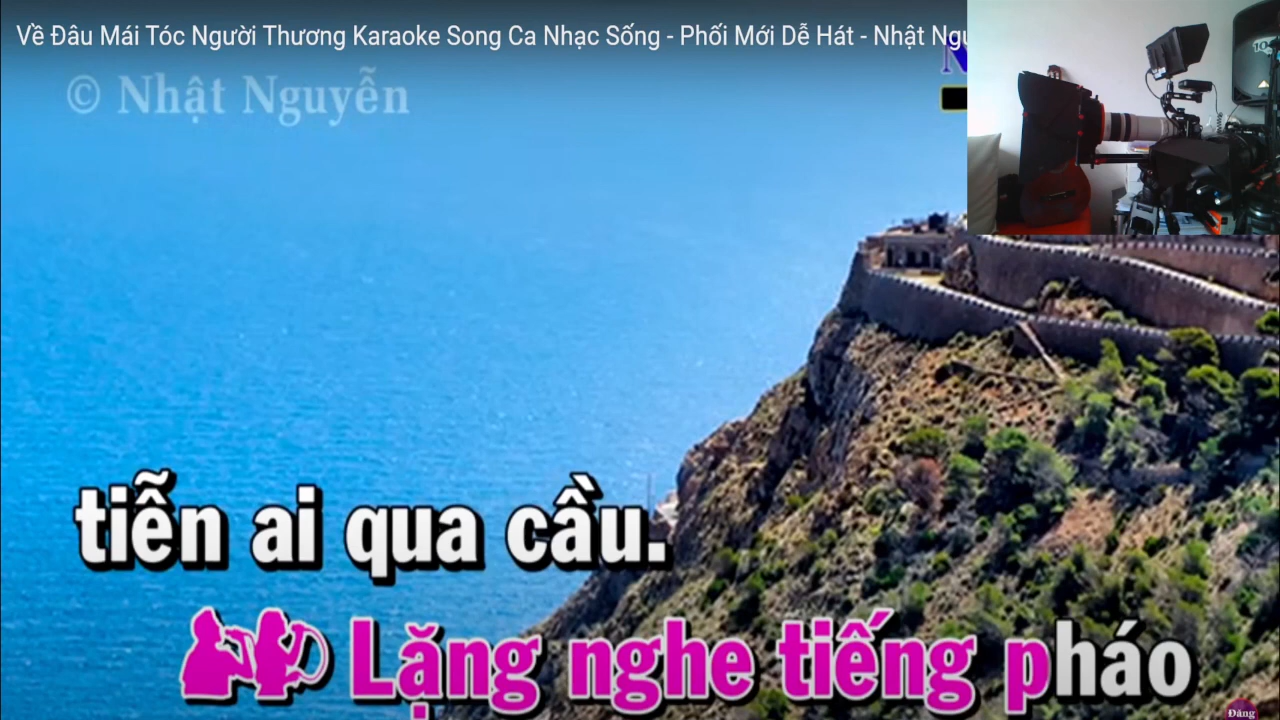 Về Đâu Mái Tóc Người Thương Karaoke Song Ca Nhạc Sống - Phối Mới Dễ Hát - Nhật
© Nhật Nguyễn
tiễn ai qua cầu.
Lặng nghe tiếng pháo
Đăng